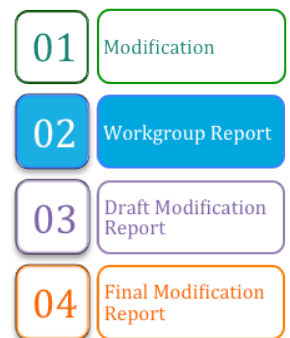 01
Modification
02
Workgroup Report
03
Draft Modification
Report
04
Final Modification
Report